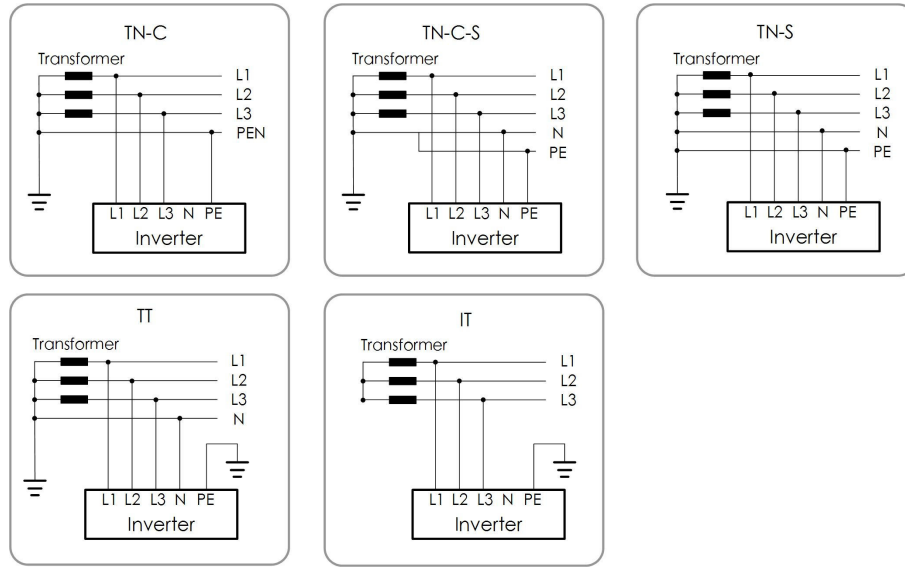 TN-C
Transformer
L1
L2
L3
PEN
L1 L2 L3 N PE
Inverter
TN-C-S
Transformer
L1
L2
L3
N
PE
L1 L2 L3 N PE
Inverter
TN-S
Transformer
L1
L2
L3
N
PE
L1 L2 L3 N PE
Inverter
TT
Transformer
L1
L2
L3
N
L1 L2 L3 N PE
Inverter
IT
Transformer
L1
L2
L3
L1 L2 L3 N PE
Inverter